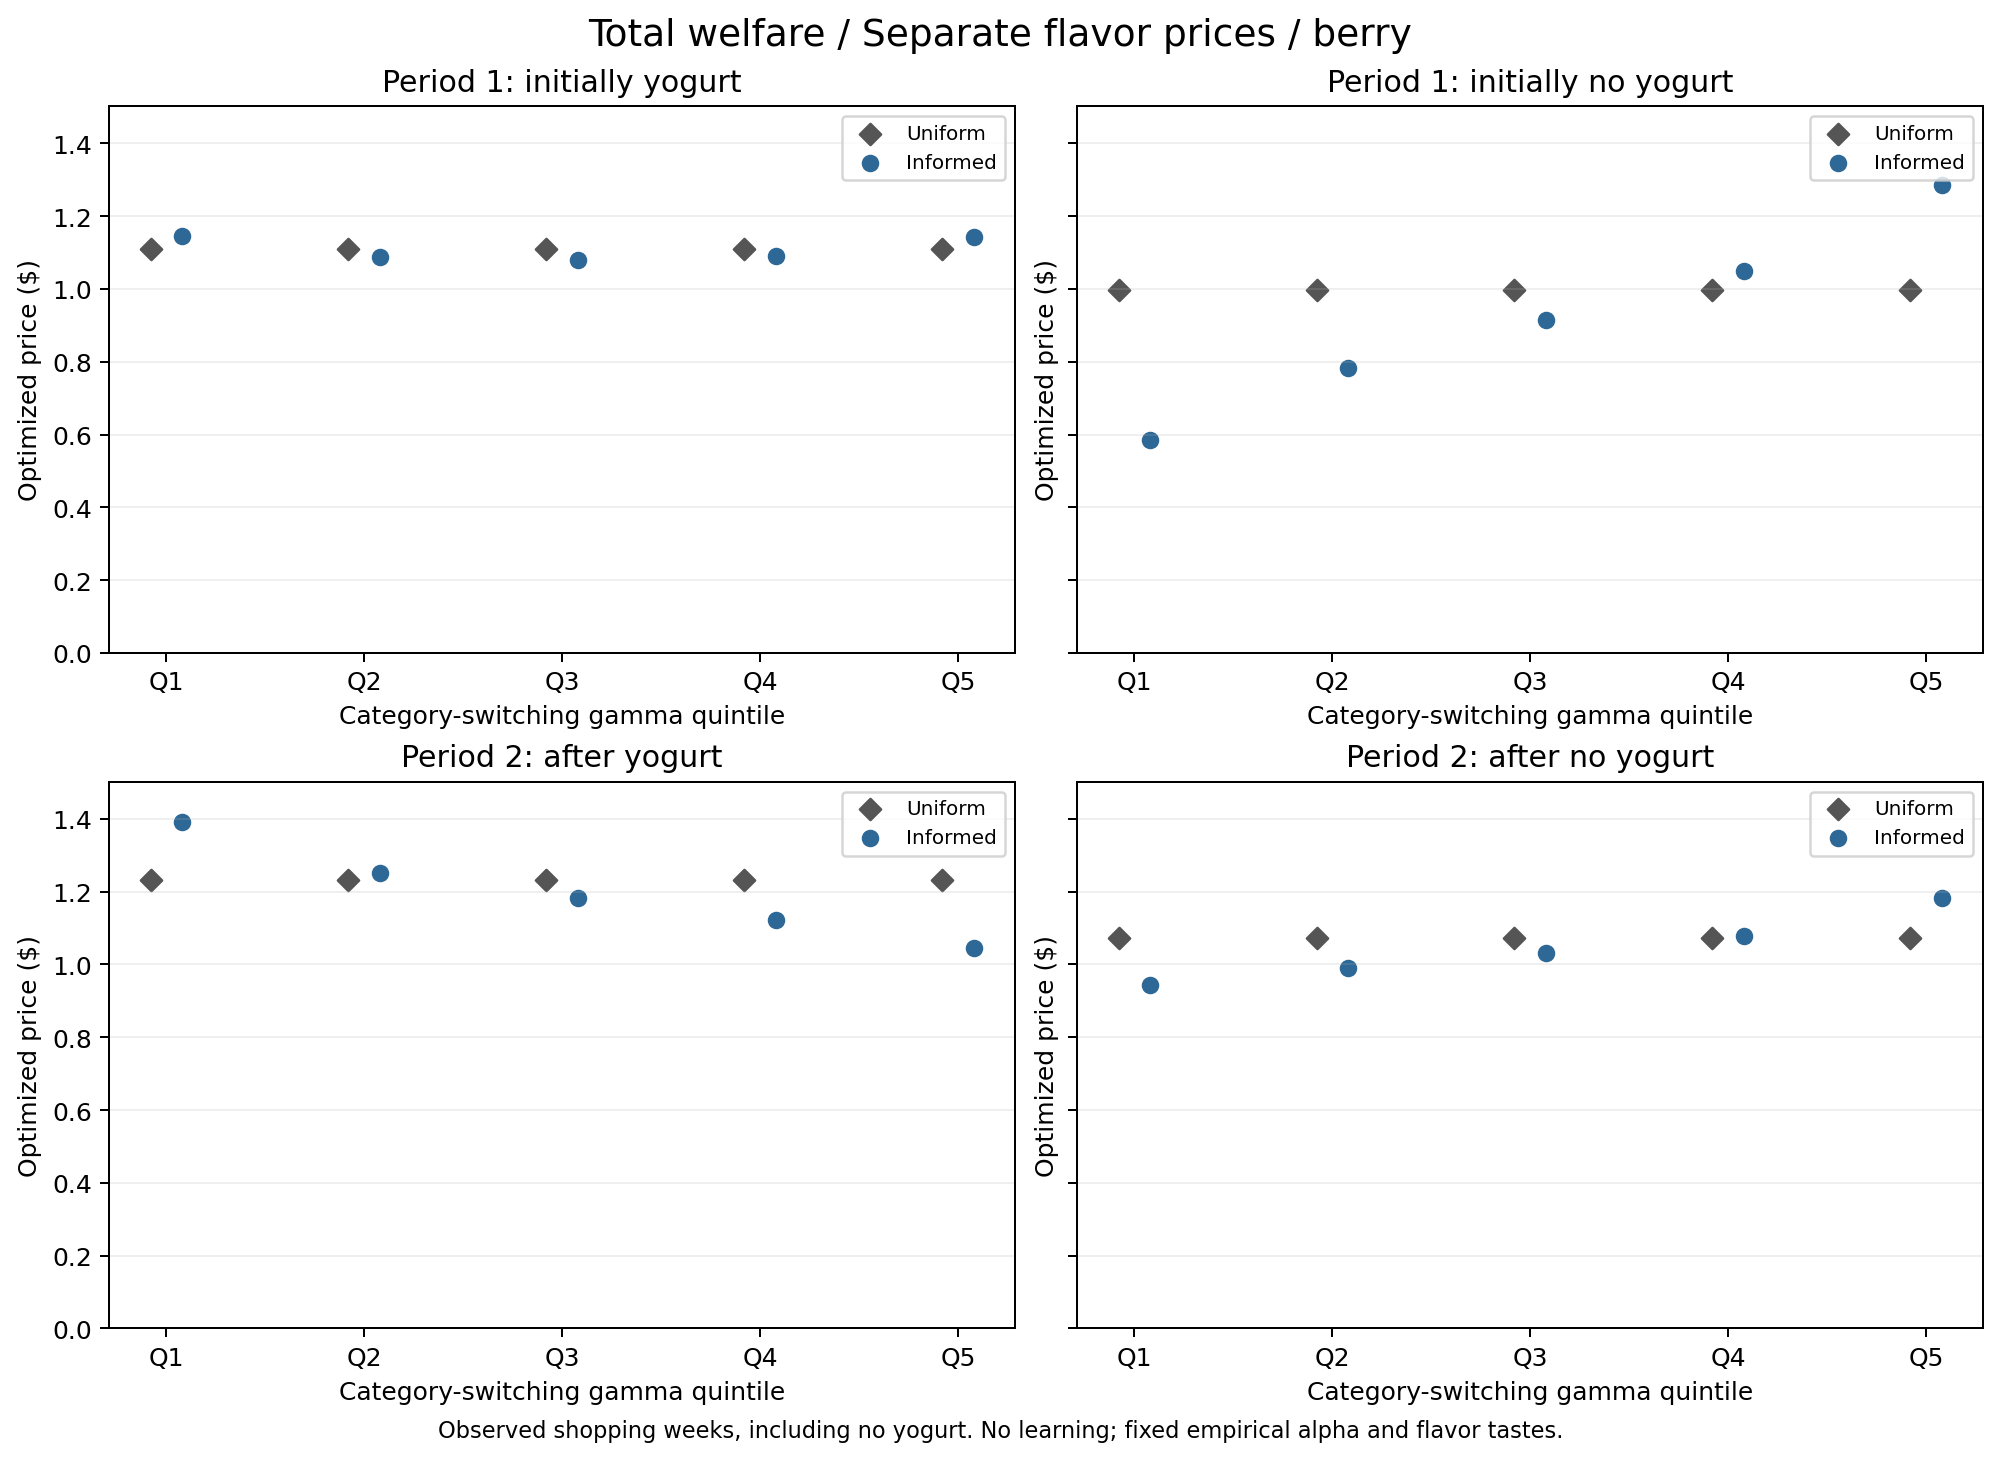 Total welfare / Separate flavor prices / berry
Period 1: initially yogurt
Uniform
Informed
Optimized price ($)
1.4
1.2
1.0
0.8
0.6
0.4
0.2
0.0
Q1 Q2 Q3 Q4 Q5
Category-switching gamma quintile
Period 1: initially no yogurt
Uniform
Informed
Optimized price ($)
Q1 Q2 Q3 Q4 Q5
Category-switching gamma quintile
Period 2: after yogurt
Uniform
Informed
Optimized price ($)
1.4
1.2
1.0
0.8
0.6
0.4
0.2
0.0
Q1 Q2 Q3 Q4 Q5
Category-switching gamma quintile
Period 2: after no yogurt
Uniform
Informed
Optimized price ($)
Q1 Q2 Q3 Q4 Q5
Category-switching gamma quintile
Observed shopping weeks, including no yogurt. No learning; fixed empirical alpha and flavor tastes.